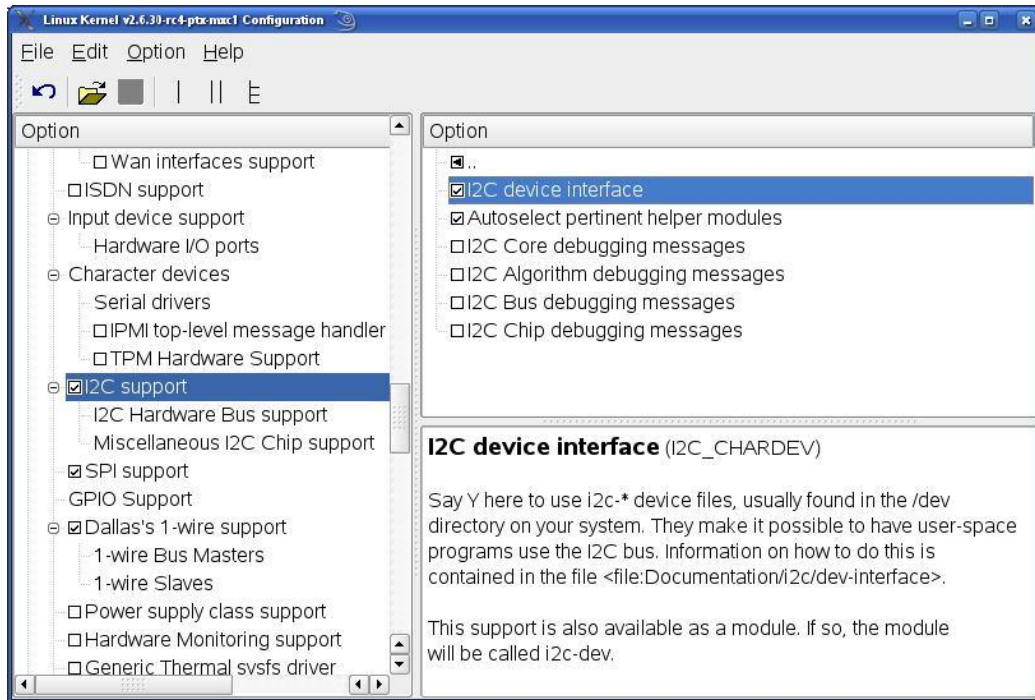 Linux Kernel v2.6.30-rc4-ptx-mxc1 Configuration
File Edit Option Help
Option
Wan interfaces support
ISDN support
Input device support
Hardware I/O ports
Character devices
Serial drivers
IPMI top-level message handler
TPM Hardware Support
I2C support
I2C Hardware Bus support
Miscellaneous I2C Chip support
SPI support
GPIO Support
Dallas's 1-wire support
1-wire Bus Masters
1-wire Slaves
Power supply class support
Hardware Monitoring support
Generic Thermal sysfs driver
Option
..
I2C device interface
Autoselect pertinent helper modules
I2C Core debugging messages
I2C Algorithm debugging messages
I2C Bus debugging messages
I2C Chip debugging messages
I2C device interface (I2C_CHARDEV)
Say Y here to use i2c-* device files, usually found in the /dev
directory on your system. They make it possible to have user-space
programs use the I2C bus. Information on how to do this is
contained in the file <file:Documentation/i2c/dev-interface>.
This support is also available as a module. If so, the module
will be called i2c-dev.